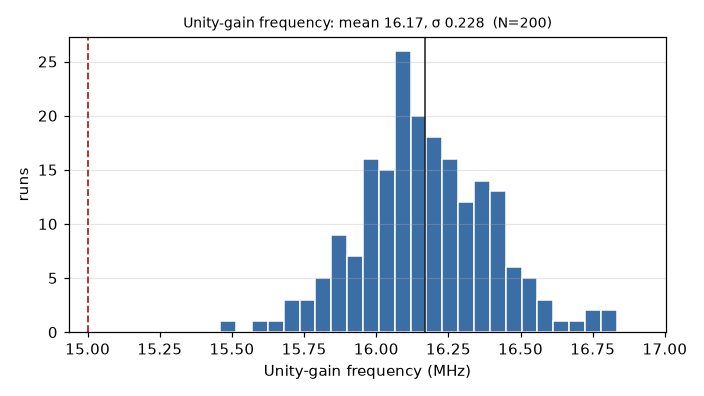 Unity-gain frequency: mean 16.17, σ 0.228  (N=200)
25
20
15
10
5
0
runs
15.00 15.25 15.50 15.75 16.00 16.25 16.50 16.75 17.00
Unity-gain frequency (MHz)